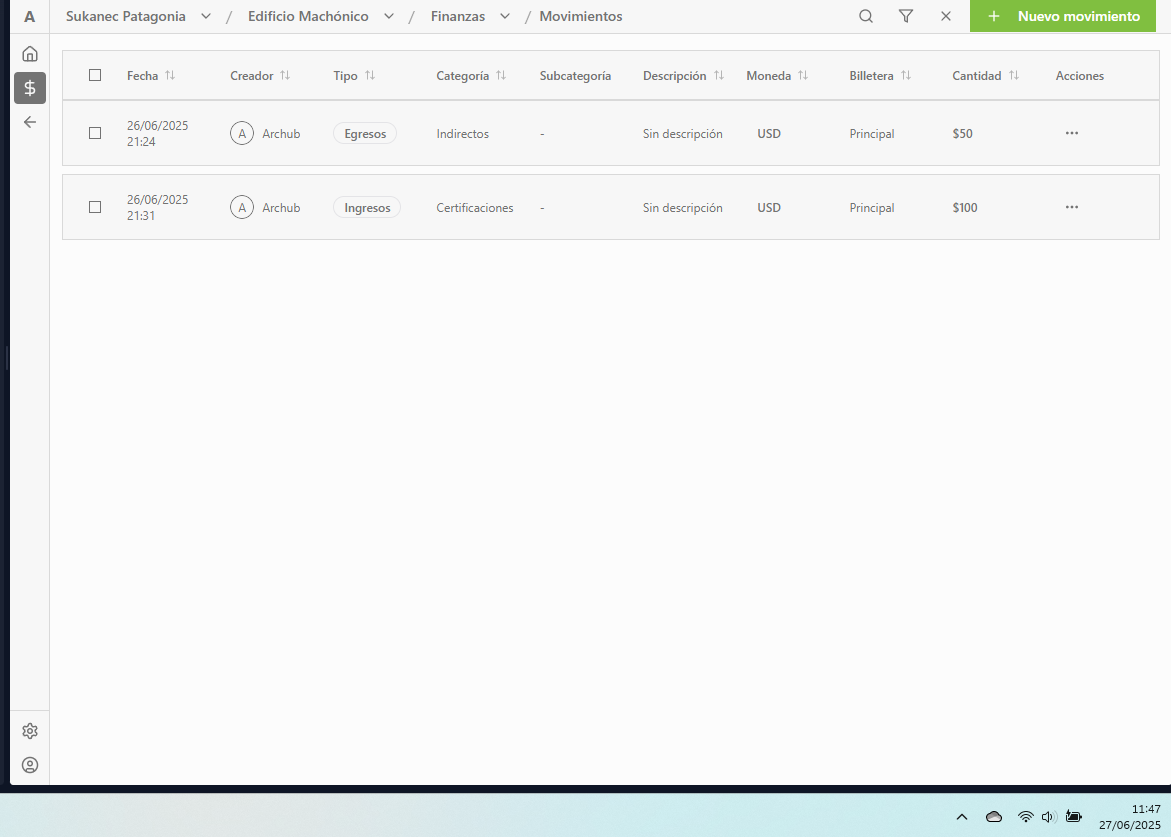 A Sukanec Patagonia / Edificio Machónico / Finanzas / Movimientos + Nuevo movimiento
Fecha Creador Tipo Categoría Subcategoría Descripción Moneda Billetera Cantidad Acciones
26/06/2025
21:24
A Archub Egresos Indirectos - Sin descripción USD Principal $50 ...
26/06/2025
21:31
A Archub Ingresos Certificaciones - Sin descripción USD Principal $100 ...
$
11:47
27/06/2025